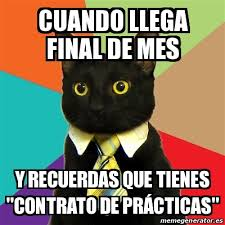 CUANDO LLEGA
FINAL DE MES
Y RECUERDAS QUE TIENES
"CONTRATO DE PRÁCTICAS"
memegenerator.es